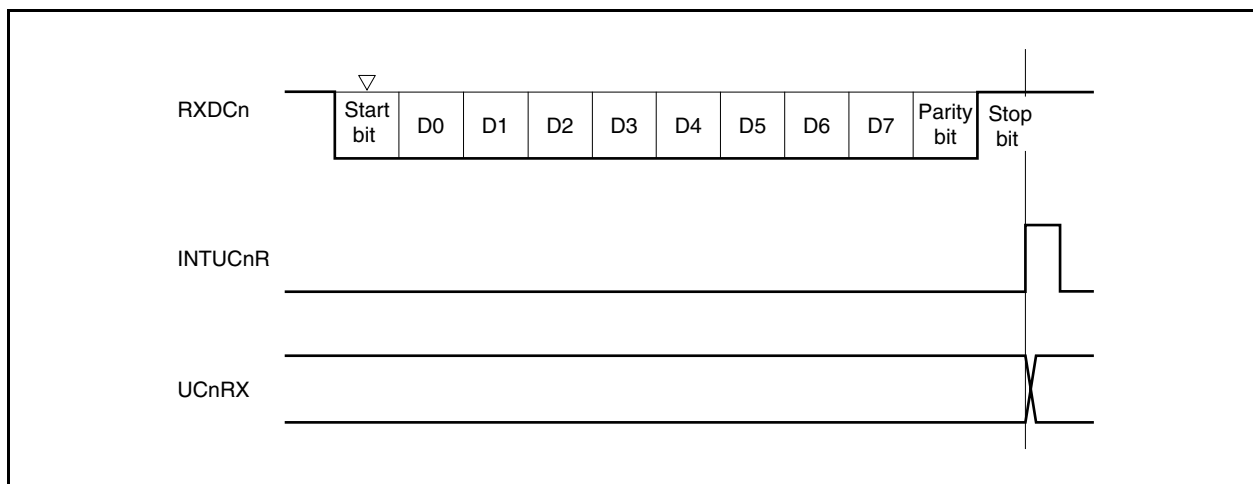 RXDCn
Start bit
D0
D1
D2
D3
D4
D5
D6
D7
Parity bit
Stop bit
INTUCnR
UCnRX